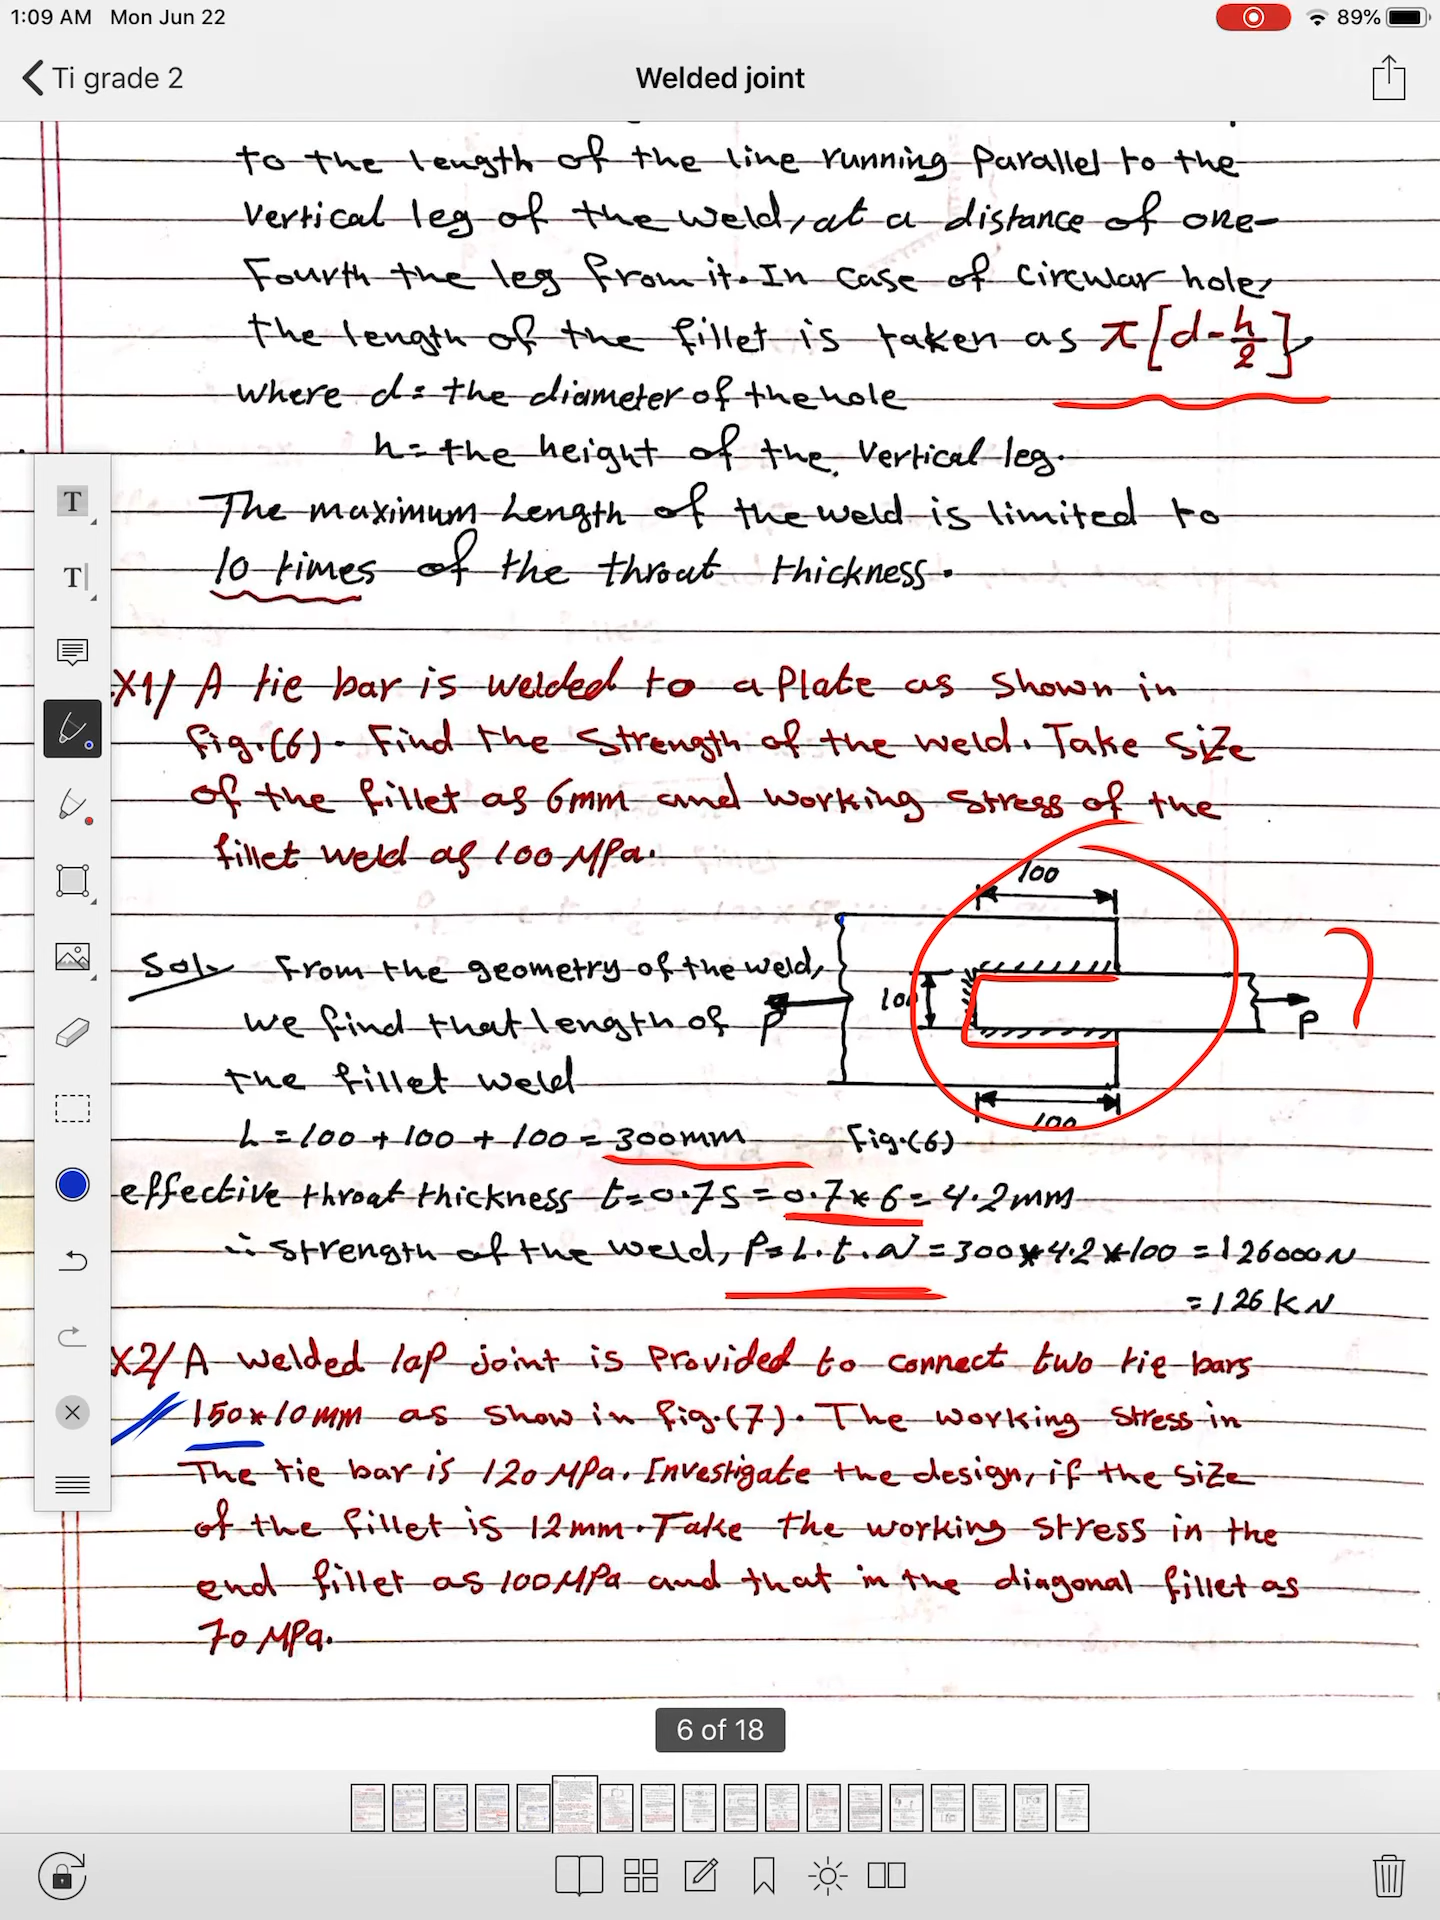 1:09 AM Mon Jun 22
89%
Ti grade 2
Welded joint
to the length of the line running parallel to the
vertical leg of the weld, at a distance of one-
Fourth the leg from it. In case of circular hole,
the length of the fillet is taken as π[d-h/2],
where d= the diameter of the hole
h= the height of the vertical leg.
The maximum length of the weld is limited to
10 times of the throat thickness.
X1/ A tie bar is welded to a plate as shown in
fig.(6). Find the strength of the weld. Take size
of the fillet as 6mm and working stress of the
fillet weld as 100 MPa.
100
Sol. From the geometry of the weld,
100
we find that length of
P
P
the fillet weld
100
L = 100 + 100 + 100 = 300mm
Fig.(6)
effective throat thickness t=0.7S = 0.7*6 = 4.2mm
∴ strength of the weld, P=L.t.σ = 300*4.2*100 = 126000N
= 126 KN
X2/ A welded lap joint is provided to connect two tie bars
150*10mm as show in fig.(7). The working stress in
The tie bar is 120 MPa. Investigate the design, if the size
of the fillet is 12mm. Take the working stress in the
end fillet as 100MPa and that in the diagonal fillet as
70 MPa.
T
T
6 of 18